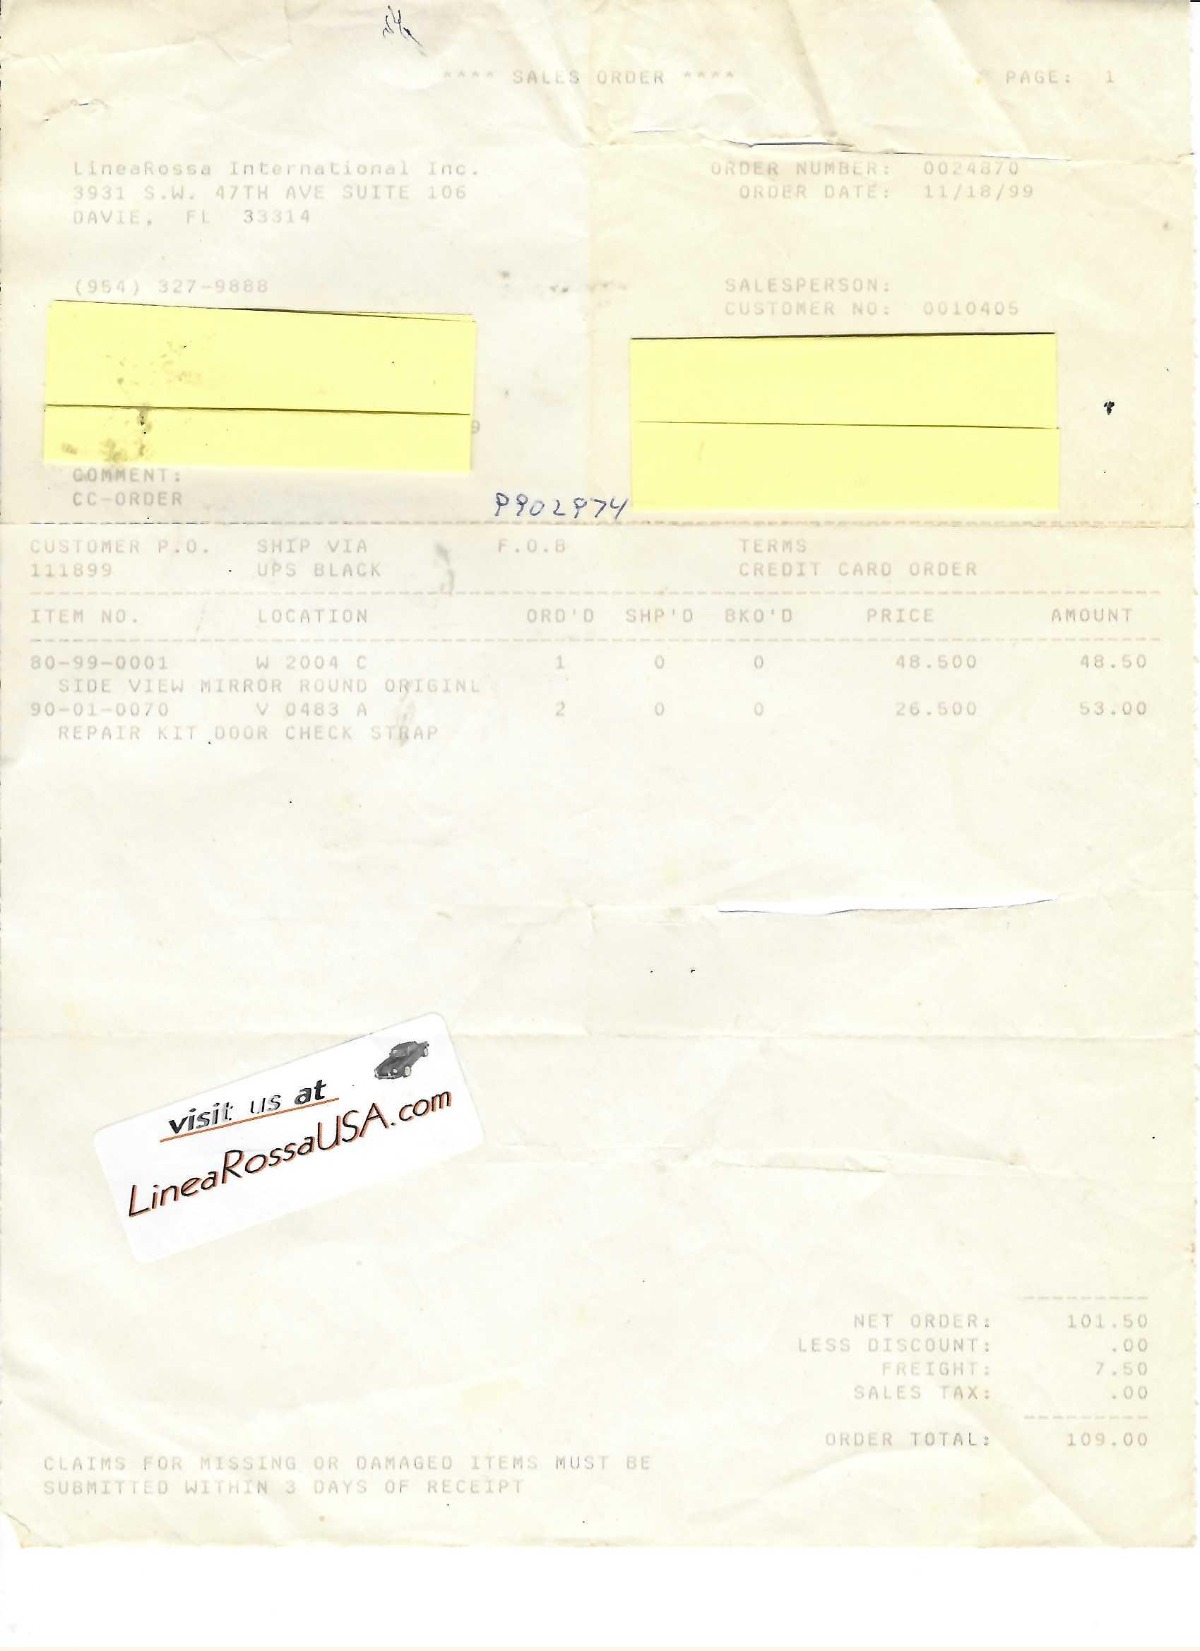 **** SALES ORDER **** PAGE: 1
LineaRossa International Inc. ORDER NUMBER: 0024870
3931 S.W. 47TH AVE SUITE 106 ORDER DATE: 11/18/99
DAVIE, FL 33314
(954) 327-9888 SALESPERSON:
CUSTOMER NO: 0010405
9
COMMENT:
CC-ORDER P902974
CUSTOMER P.O. SHIP VIA F.O.B TERMS
111899 UPS BLACK CREDIT CARD ORDER
ITEM NO. LOCATION ORD'D SHP'D BKO'D PRICE AMOUNT
80-99-0001 W 2004 C 1 0 0 48.500 48.50
SIDE VIEW MIRROR ROUND ORIGINL
90-01-0070 V 0483 A 2 0 0 26.500 53.00
REPAIR KIT DOOR CHECK STRAP
visit us at
LineaRossaUSA.com
NET ORDER: 101.50
LESS DISCOUNT: .00
FREIGHT: 7.50
SALES TAX: .00
ORDER TOTAL: 109.00
CLAIMS FOR MISSING OR DAMAGED ITEMS MUST BE
SUBMITTED WITHIN 3 DAYS OF RECEIPT